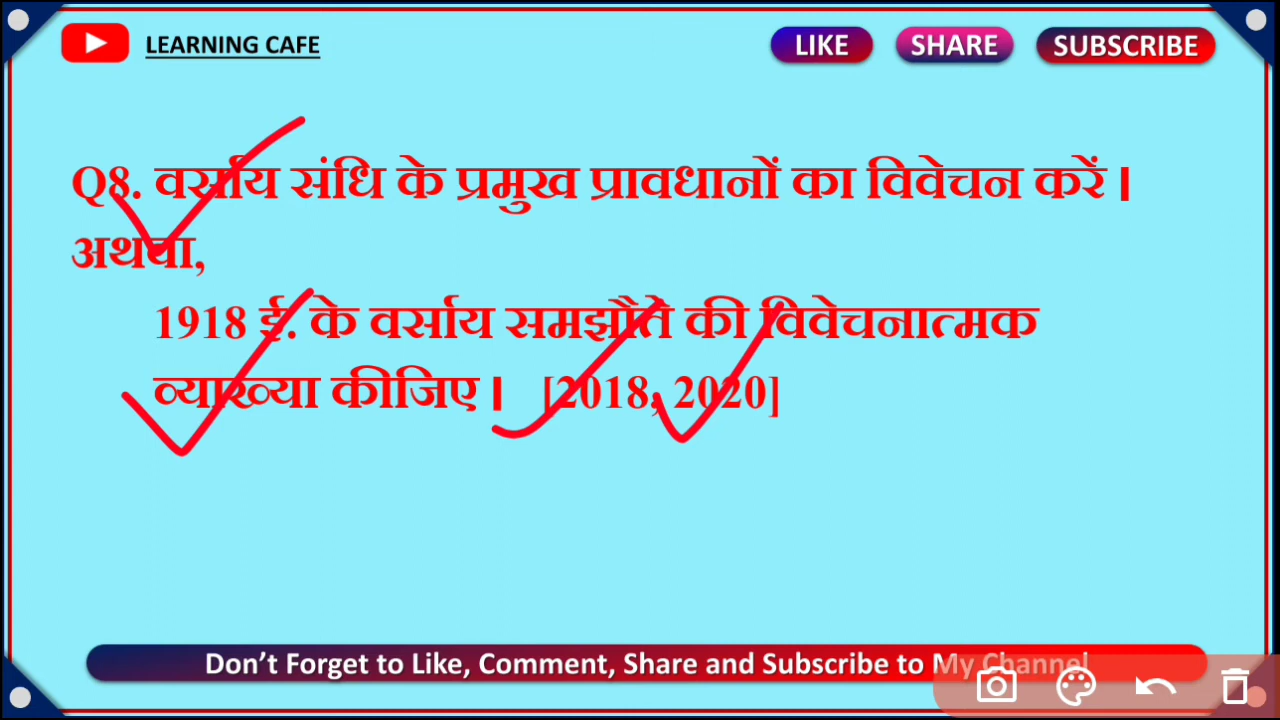 LEARNING CAFE
LIKE SHARE SUBSCRIBE
Q8. वर्साय संधि के प्रमुख प्रावधानों का विवेचन करें।
अथवा,
1918 ई. के वर्साय समझौते की विवेचनात्मक
व्याख्या कीजिए। [2018, 2020]
Don't Forget to Like, Comment, Share and Subscribe to My Channel